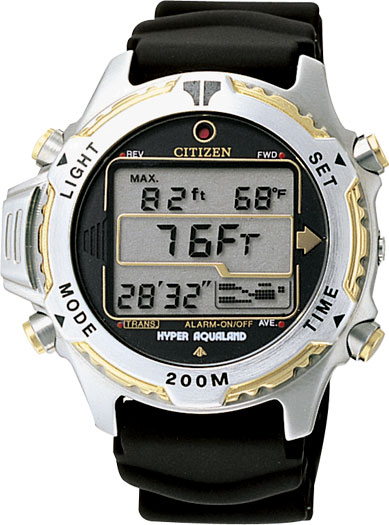 LIGHT
SET
REV CITIZEN FWD
MAX.
82ft 68°F
76FT
28'32"
TRANS ALARM-ON/OFF AVE.
HYPER AQUALAND
MODE
TIME
200M